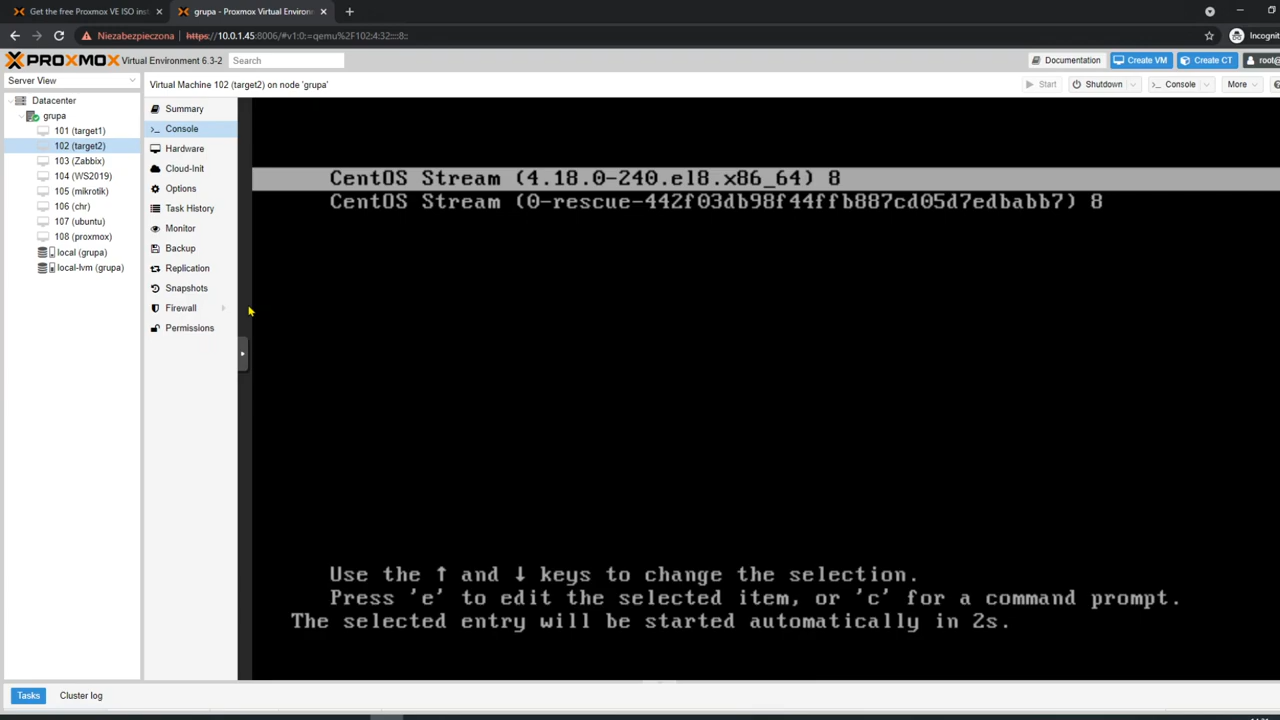 Get the free Proxmox VE ISO inst
grupa - Proxmox Virtual Environm
Niezabezpieczona
https://10.0.1.45:8006/#v1:0:=qemu%2F102:4:32::::8::
Incognit
PROXMOX Virtual Environment 6.3-2
Search
Documentation
Create VM
Create CT
root@
Server View
Virtual Machine 102 (target2) on node 'grupa'
Start
Shutdown
Console
More
Datacenter
grupa
101 (target1)
102 (target2)
103 (Zabbix)
104 (WS2019)
105 (mikrotik)
106 (chr)
107 (ubuntu)
108 (proxmox)
local (grupa)
local-lvm (grupa)
Summary
Console
Hardware
Cloud-Init
Options
Task History
Monitor
Backup
Replication
Snapshots
Firewall
Permissions
CentOS Stream (4.18.0-240.el8.x86_64) 8
CentOS Stream (0-rescue-442f03db98f44ffb887cd05d7edbabb7) 8
Use the ↑ and ↓ keys to change the selection.
Press 'e' to edit the selected item, or 'c' for a command prompt.
The selected entry will be started automatically in 2s.
Tasks
Cluster log